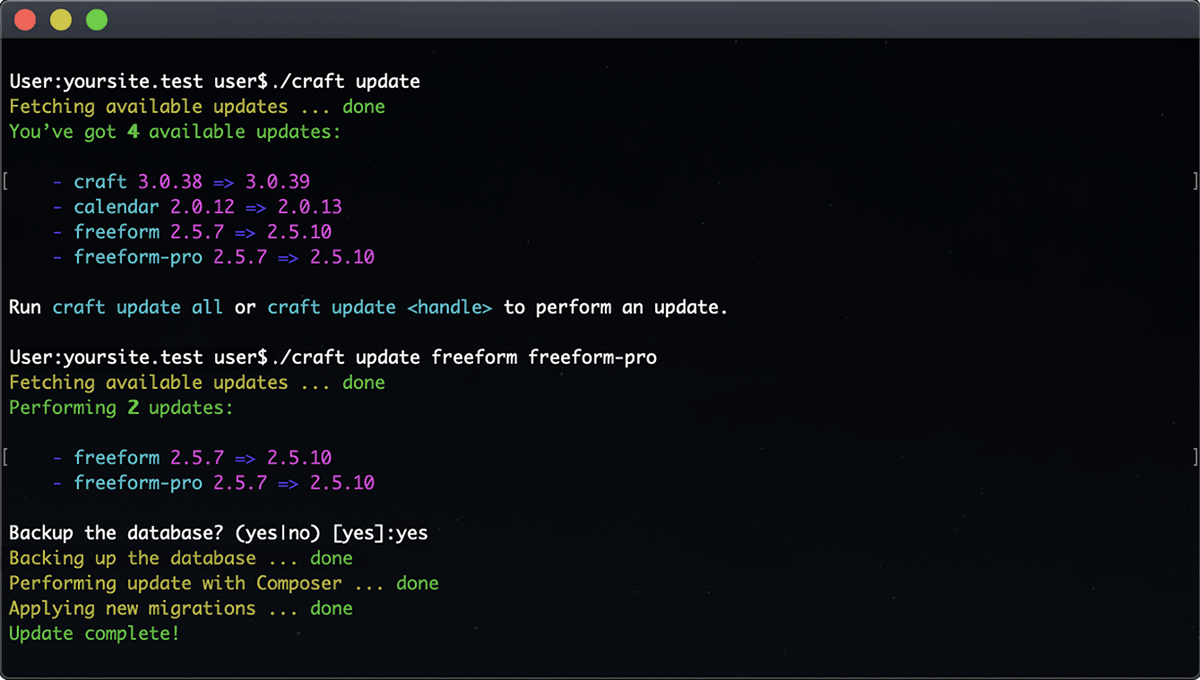 User:yoursite.test user$./craft update
Fetching available updates ... done
You’ve got 4 available updates:
[    - craft 3.0.38 => 3.0.39 ]
- calendar 2.0.12 => 2.0.13
- freeform 2.5.7 => 2.5.10
- freeform-pro 2.5.7 => 2.5.10
Run craft update all or craft update <handle> to perform an update.
User:yoursite.test user$./craft update freeform freeform-pro
Fetching available updates ... done
Performing 2 updates:
[    - freeform 2.5.7 => 2.5.10 ]
- freeform-pro 2.5.7 => 2.5.10
Backup the database? (yes|no) [yes]:yes
Backing up the database ... done
Performing update with Composer ... done
Applying new migrations ... done
Update complete!